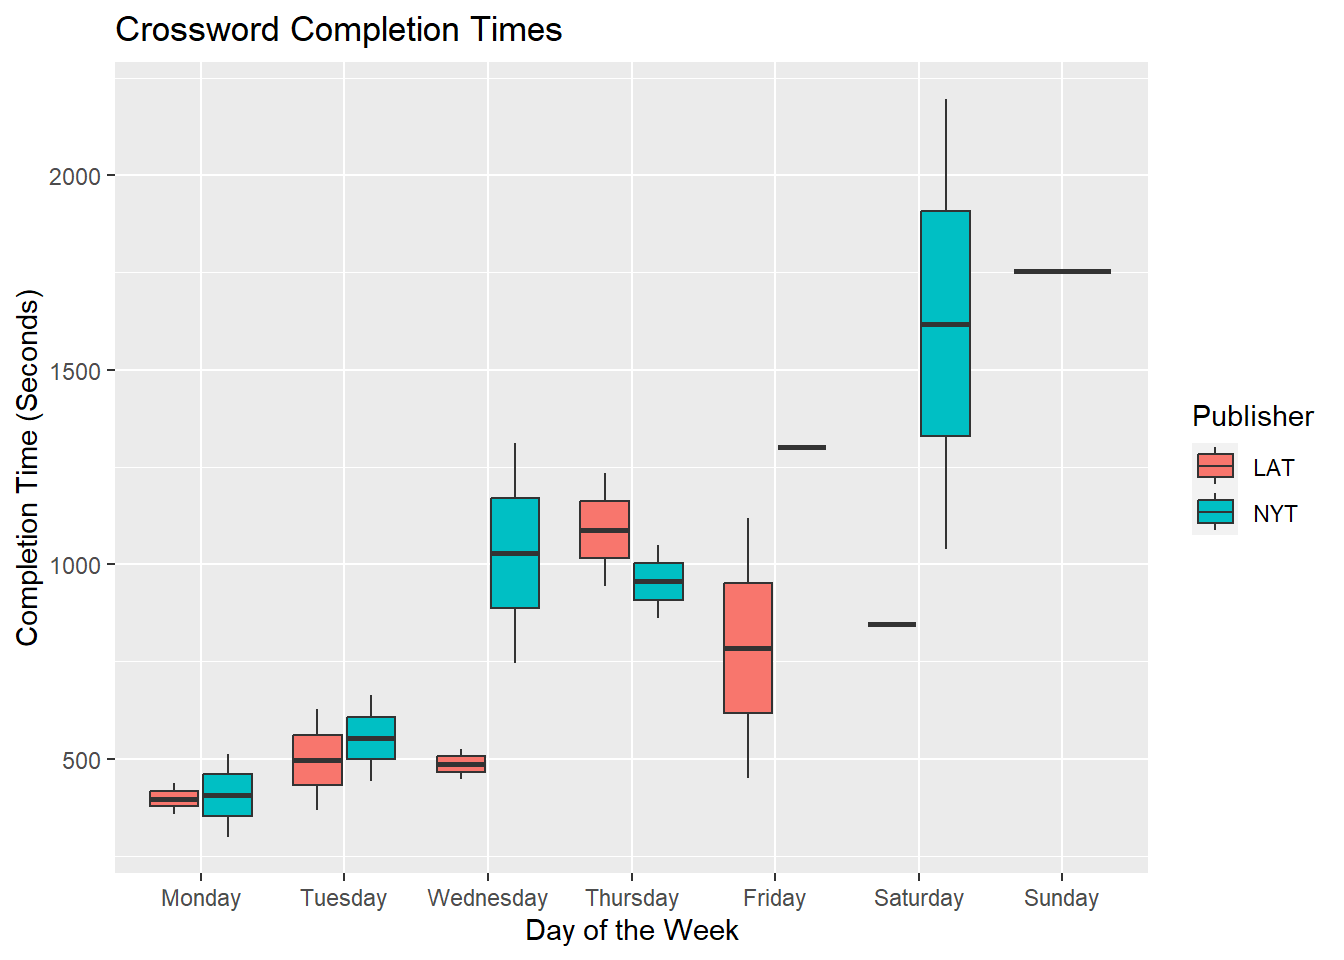 Crossword Completion Times
Completion Time (Seconds)
2000
1500
1000
500
Monday Tuesday Wednesday Thursday Friday Saturday Sunday
Day of the Week
Publisher
LAT
NYT